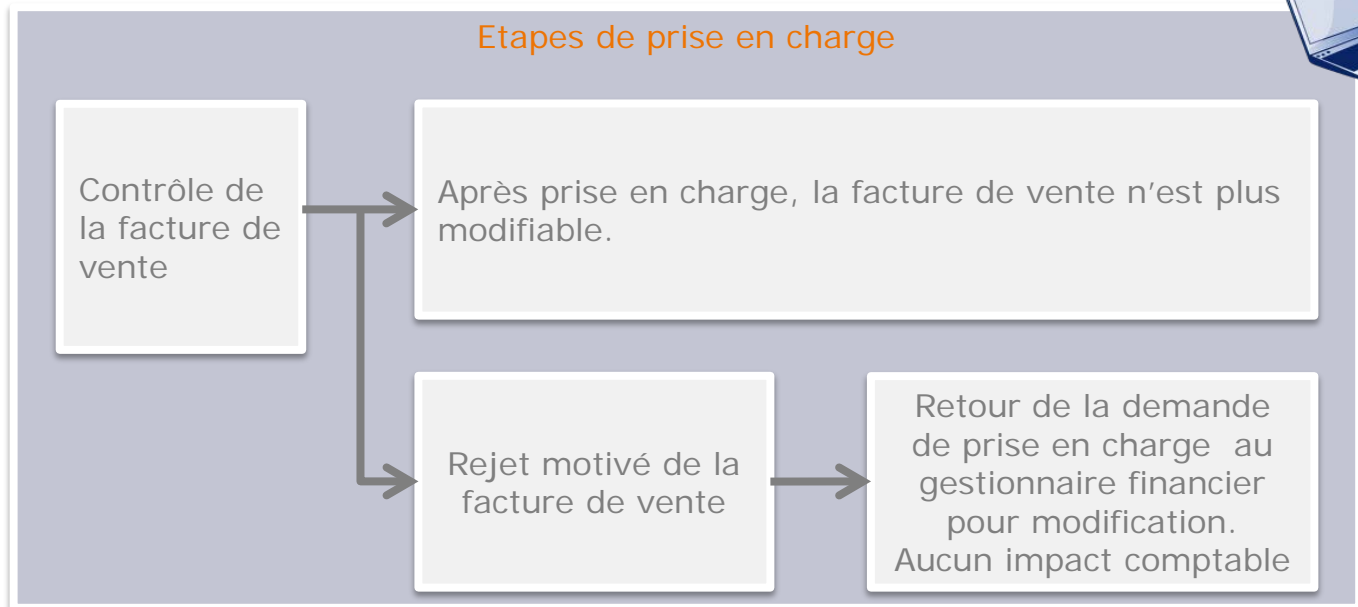 Etapes de prise en charge
Contrôle de
la facture de
vente
Après prise en charge, la facture de vente n’est plus
modifiable.
Rejet motivé de la
facture de vente
Retour de la demande
de prise en charge au
gestionnaire financier
pour modification.
Aucun impact comptable